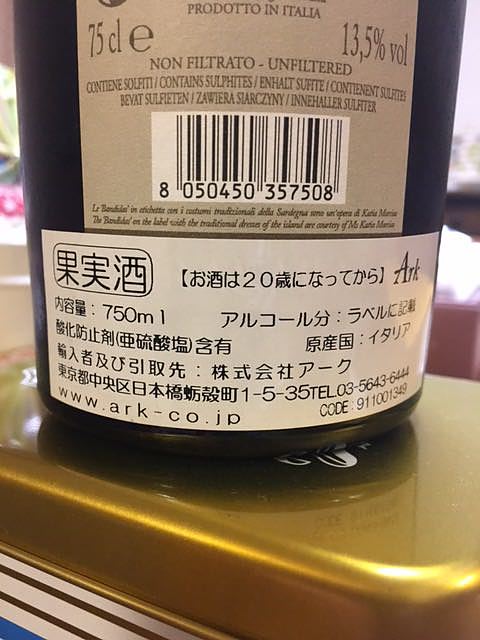 PRODOTTO IN ITALIA
75 cl e 13,5% vol
NON FILTRATO - UNFILTERED
CONTIENE SOLFITI / CONTAINS SULPHITES / ENHALT SUFITE / CONTIENENT SULFITES
BEVAT SULFIETEN / ZAWIERA SIARCZYNY / INNEHALLER SULFITER
8 050450 357508
Le 'Bandidas' in etichetta con i costumi tradizionali della Sardegna sono un'opera di Katia Marcias
The 'Bandidas' on the label with the traditional dresses of the island are courtesy of Ms Katia Marcias
果実酒 【お酒は20歳になってから】 Ark
内容量：750ml アルコール分：ラベルに記載
酸化防止剤(亜硫酸塩)含有 原産国：イタリア
輸入者及び引取先：株式会社アーク
東京都中央区日本橋蛎殻町1-5-35TEL.03-5643-6444
www.ark-co.jp CODE：911001349